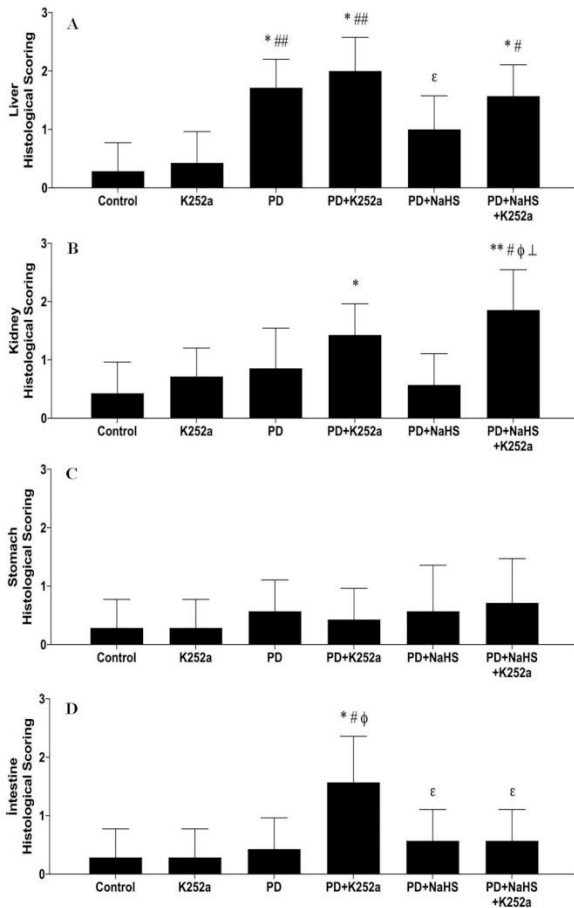 A
Liver
Histological Scoring
3
2
1
0
* ##
* ##
ε
* #
Control
K252a
PD
PD+K252a
PD+NaHS
PD+NaHS
+K252a
B
Kidney
Histological Scoring
3
2
1
0
*
** # ϕ ⊥
Control
K252a
PD
PD+K252a
PD+NaHS
PD+NaHS
+K252a
C
Stomach
Histological Scoring
3
2
1
0
Control
K252a
PD
PD+K252a
PD+NaHS
PD+NaHS
+K252a
D
İntestine
Histological Scoring
3
2
1
0
* # ϕ
ε
ε
Control
K252a
PD
PD+K252a
PD+NaHS
PD+NaHS
+K252a